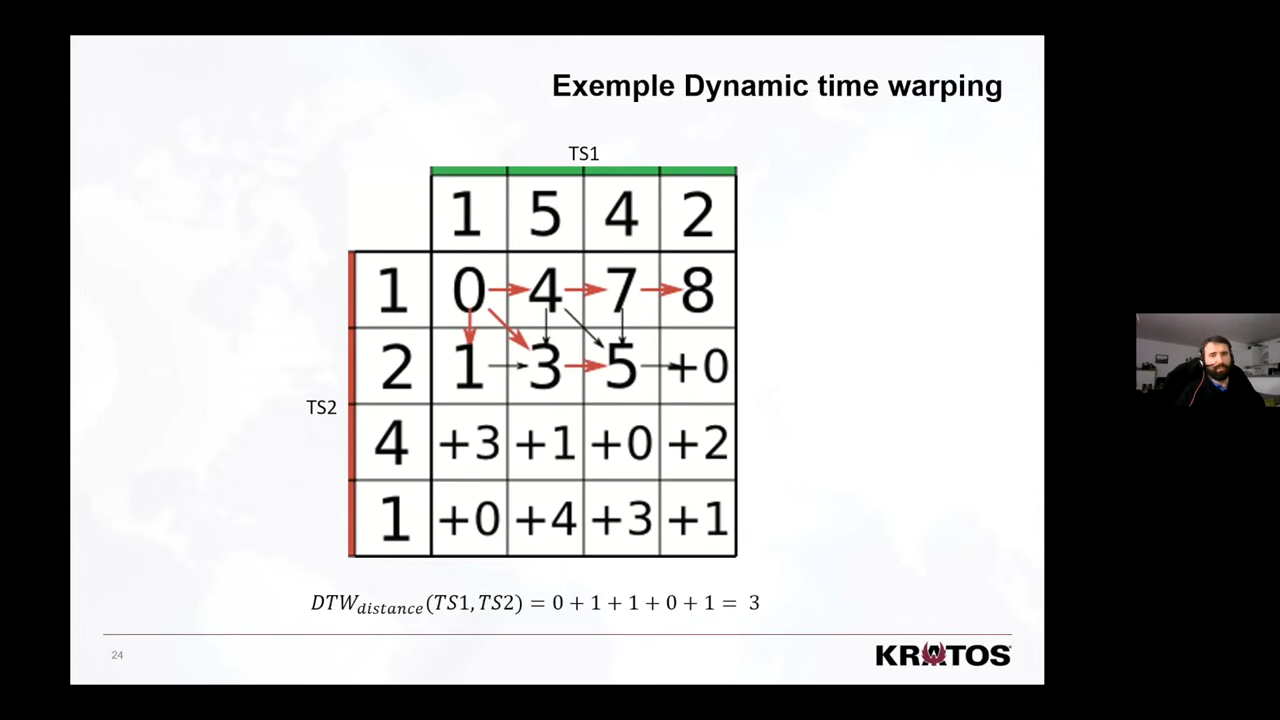 Exemple Dynamic time warping
TS1
1 5 4 2
1 0 4 7 8
2 1 3 5 +0
TS2
4 +3 +1 +0 +2
1 +0 +4 +3 +1
DTW_distance(TS1,TS2) = 0 + 1 + 1 + 0 + 1 = 3
24
KRATOS